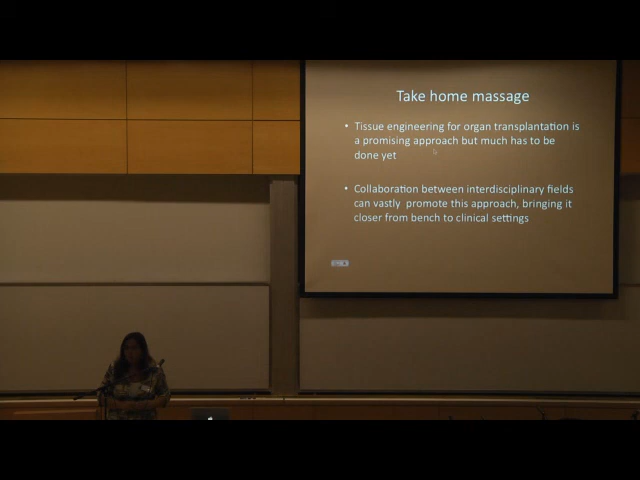 Take home massage
• Tissue engineering for organ transplantation is
a promising approach but much has to be
done yet
• Collaboration between interdisciplinary fields
can vastly promote this approach, bringing it
closer from bench to clinical settings